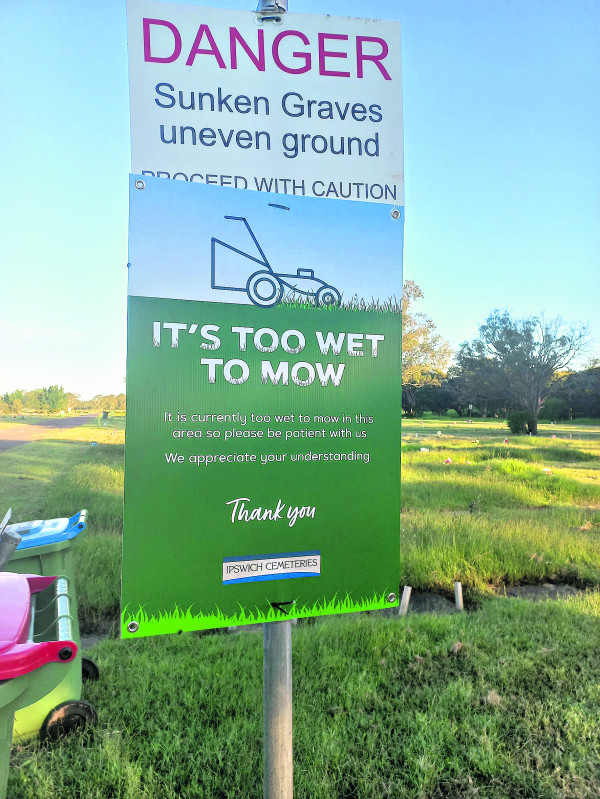 DANGER
Sunken Graves
uneven ground
PROCEED WITH CAUTION
IT'S TOO WET
TO MOW
It is currently too wet to mow in this
area so please be patient with us
We appreciate your understanding
Thank you
IPSWICH CEMETERIES